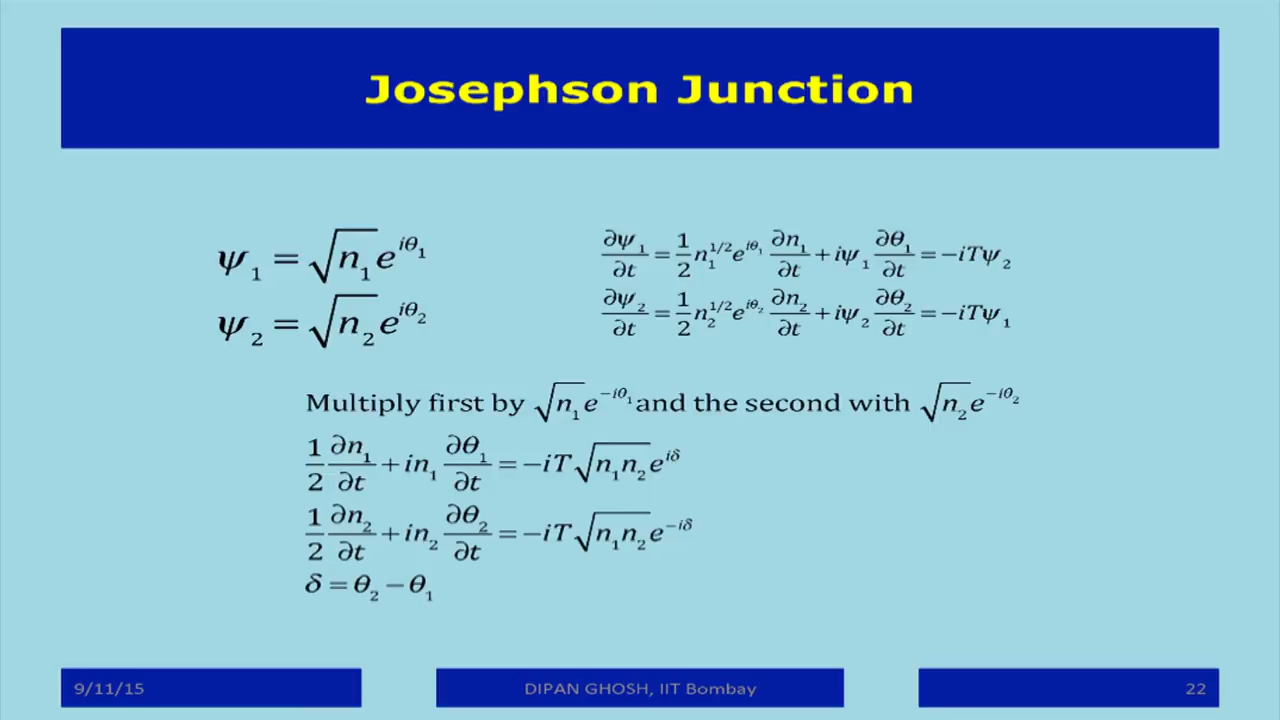 Josephson Junction
ψ₁ = √n₁ e^{iθ₁}
ψ₂ = √n₂ e^{iθ₂}
∂ψ₁/∂t = 1/2 n₁^{1/2} e^{iθ₁} ∂n₁/∂t + iψ₁ ∂θ₁/∂t = −iTψ₂
∂ψ₂/∂t = 1/2 n₂^{1/2} e^{iθ₂} ∂n₂/∂t + iψ₂ ∂θ₂/∂t = −iTψ₁
Multiply first by √n₁ e^{−iθ₁} and the second with √n₂ e^{−iθ₂}
1/2 ∂n₁/∂t + in₁ ∂θ₁/∂t = −iT √n₁n₂ e^{iδ}
1/2 ∂n₂/∂t + in₂ ∂θ₂/∂t = −iT √n₁n₂ e^{−iδ}
δ = θ₂ − θ₁
9/11/15
DIPAN GHOSH, IIT Bombay
22